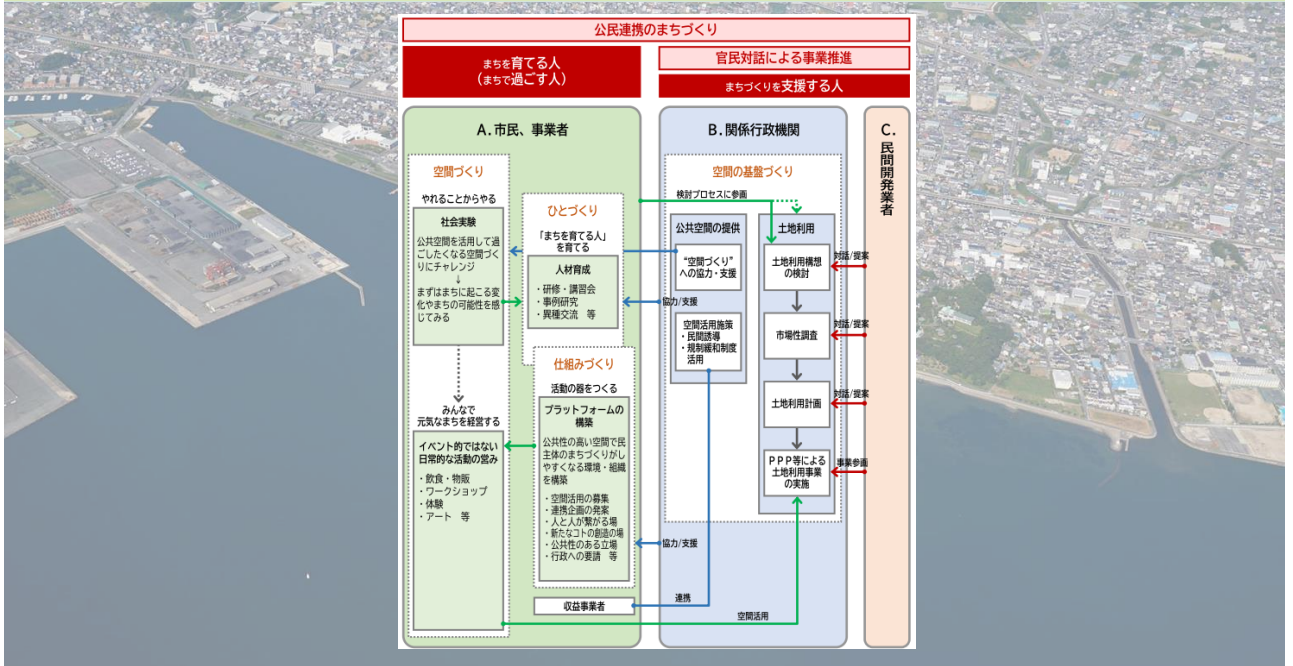 公民連携のまちづくり
まちを育てる人
(まちで過ごす人)
官民対話による事業推進
まちづくりを支援する人
A.市民、事業者
空間づくり
やれることからやる
社会実験
公共空間を活用して過
ごしたくなる空間づく
りにチャレンジ
↓
まずはまちに起こる変
化やまちの可能性を感
じてみる
みんなで
元気なまちを経営する
イベント的ではない
日常的な活動の営み
・飲食・物販
・ワークショップ
・体験
・アート 等
ひとづくり
「まちを育てる人」
を育てる
人材育成
・研修・講習会
・事例研究
・異種交流 等
仕組みづくり
活動の器をつくる
プラットフォームの
構築
公共性の高い空間で民
主体のまちづくりがし
やすくなる環境・組織
を構築
・空間活用の募集
・連携企画の発案
・人と人が繋がる場
・新たなコトの創造の場
・公共性のある立場
・行政への要請 等
収益事業者
B.関係行政機関
空間の基盤づくり
検討プロセスに参画
公共空間の提供
“空間づくり”
への協力・支援
協力/支援
空間活用施策
・民間誘導
・規制緩和制度
活用
土地利用
土地利用構想
の検討
市場性調査
土地利用計画
PPP等による
土地利用事業
の実施
協力/支援
連携
空間活用
C.
民間開発業者
対話/提案
対話/提案
対話/提案
事業参画